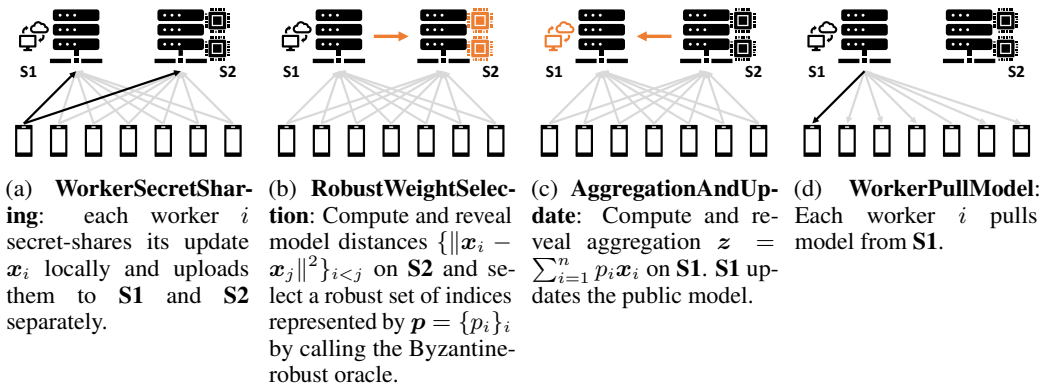 S1 S2
S1 S2
S1 S2
S1 S2
(a) WorkerSecretShar-
ing: each worker i
secret-shares its update
x_i locally and uploads
them to S1 and S2
separately.
(b) RobustWeightSelec-
tion: Compute and reveal
model distances {‖x_i −
x_j‖²}_{i<j} on S2 and se-
lect a robust set of indices
represented by p = {p_i}_i
by calling the Byzantine-
robust oracle.
(c) AggregationAndUp-
date: Compute and re-
veal aggregation z =
∑_{i=1}^{n} p_i x_i on S1. S1 up-
dates the public model.
(d) WorkerPullModel:
Each worker i pulls
model from S1.